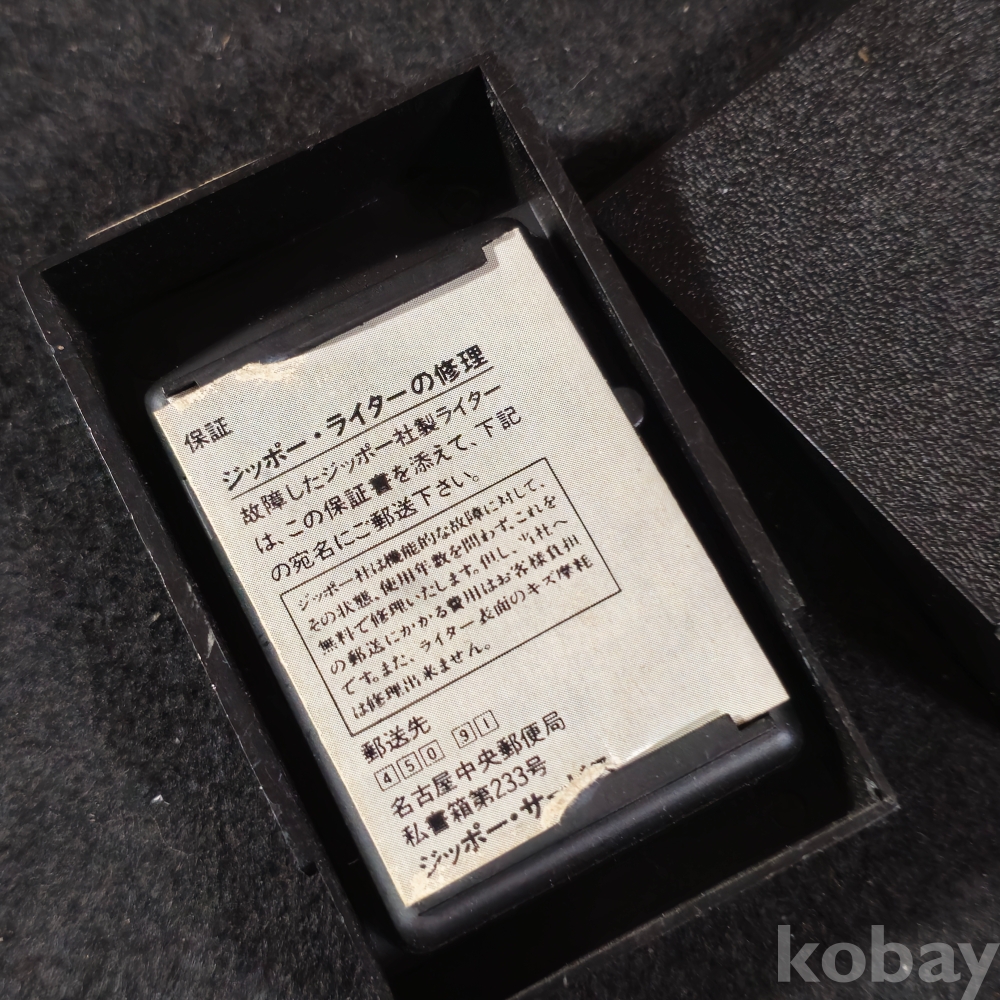 保証
ジッポー・ライターの修理
故障したジッポー社製ライター
は、この保証書を添えて、下記
の宛名にご郵送下さい。
ジッポー社は機能的な故障に対して、
その状態、使用年数を問わず、これを
無料で修理いたします。但し、当社へ
の郵送にかかる費用はお客様負担
です。また、ライター表面のキズ摩耗
は修理出来ません。
郵送先
450 91
名古屋中央郵便局
私書箱第233号
ジッポー・サービス
kobay